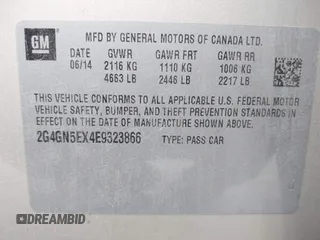 GM
MFD BY GENERAL MOTORS OF CANADA LTD.
DATE GVWR GAWR FRT GAWR RR
06/14 2116 KG 1110 KG 1006 KG
4663 LB 2446 LB 2217 LB
THIS VEHICLE CONFORMS TO ALL APPLICABLE U.S. FEDERAL MOTOR
VEHICLE SAFETY, BUMPER, AND THEFT PREVENTION STANDARDS IN
EFFECT ON THE DATE OF MANUFACTURE SHOWN ABOVE.
2G4GN5EX4E9323866 TYPE: PASS CAR
DREAMBID
dreambid.com